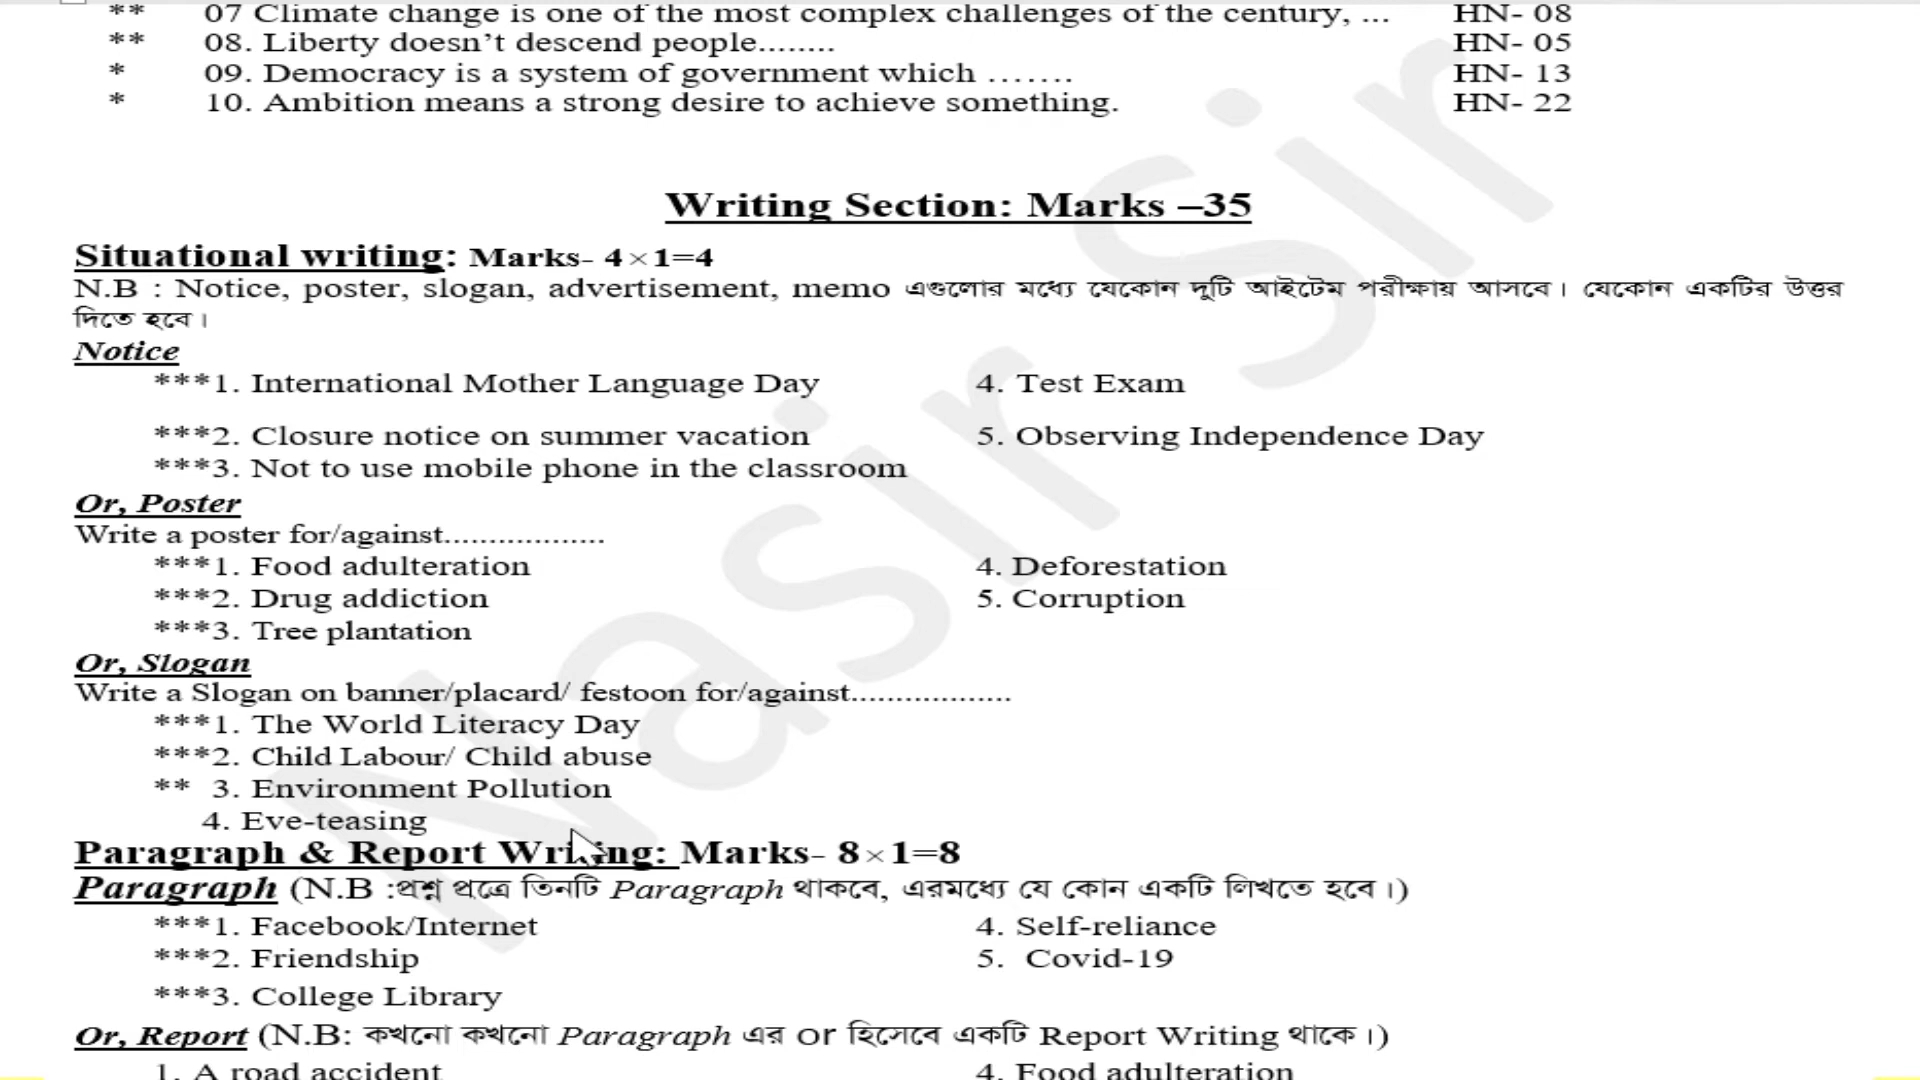 ** 07 Climate change is one of the most complex challenges of the century, ... HN- 08
** 08. Liberty doesn't descend people........ HN- 05
* 09. Democracy is a system of government which ....... HN- 13
* 10. Ambition means a strong desire to achieve something. HN- 22
Writing Section: Marks –35
Situational writing: Marks- 4×1=4
N.B : Notice, poster, slogan, advertisement, memo এগুলোর মধ্যে যেকোন দুটি আইটেম পরীক্ষায় আসবে। যেকোন একটির উত্তর
দিতে হবে।
Notice
***1. International Mother Language Day 4. Test Exam
***2. Closure notice on summer vacation 5. Observing Independence Day
***3. Not to use mobile phone in the classroom
Or, Poster
Write a poster for/against..................
***1. Food adulteration 4. Deforestation
***2. Drug addiction 5. Corruption
***3. Tree plantation
Or, Slogan
Write a Slogan on banner/placard/ festoon for/against..................
***1. The World Literacy Day
***2. Child Labour/ Child abuse
** 3. Environment Pollution
4. Eve-teasing
Paragraph & Report Writing: Marks- 8×1=8
Paragraph (N.B :প্রশ্ন প্রত্রে তিনটি Paragraph থাকবে, এরমধ্যে যে কোন একটি লিখতে হবে।)
***1. Facebook/Internet 4. Self-reliance
***2. Friendship 5. Covid-19
***3. College Library
Or, Report (N.B: কখনো কখনো Paragraph এর or হিসেবে একটি Report Writing থাকে।)
1. A road accident 4. Food adulteration
Nasir Sir